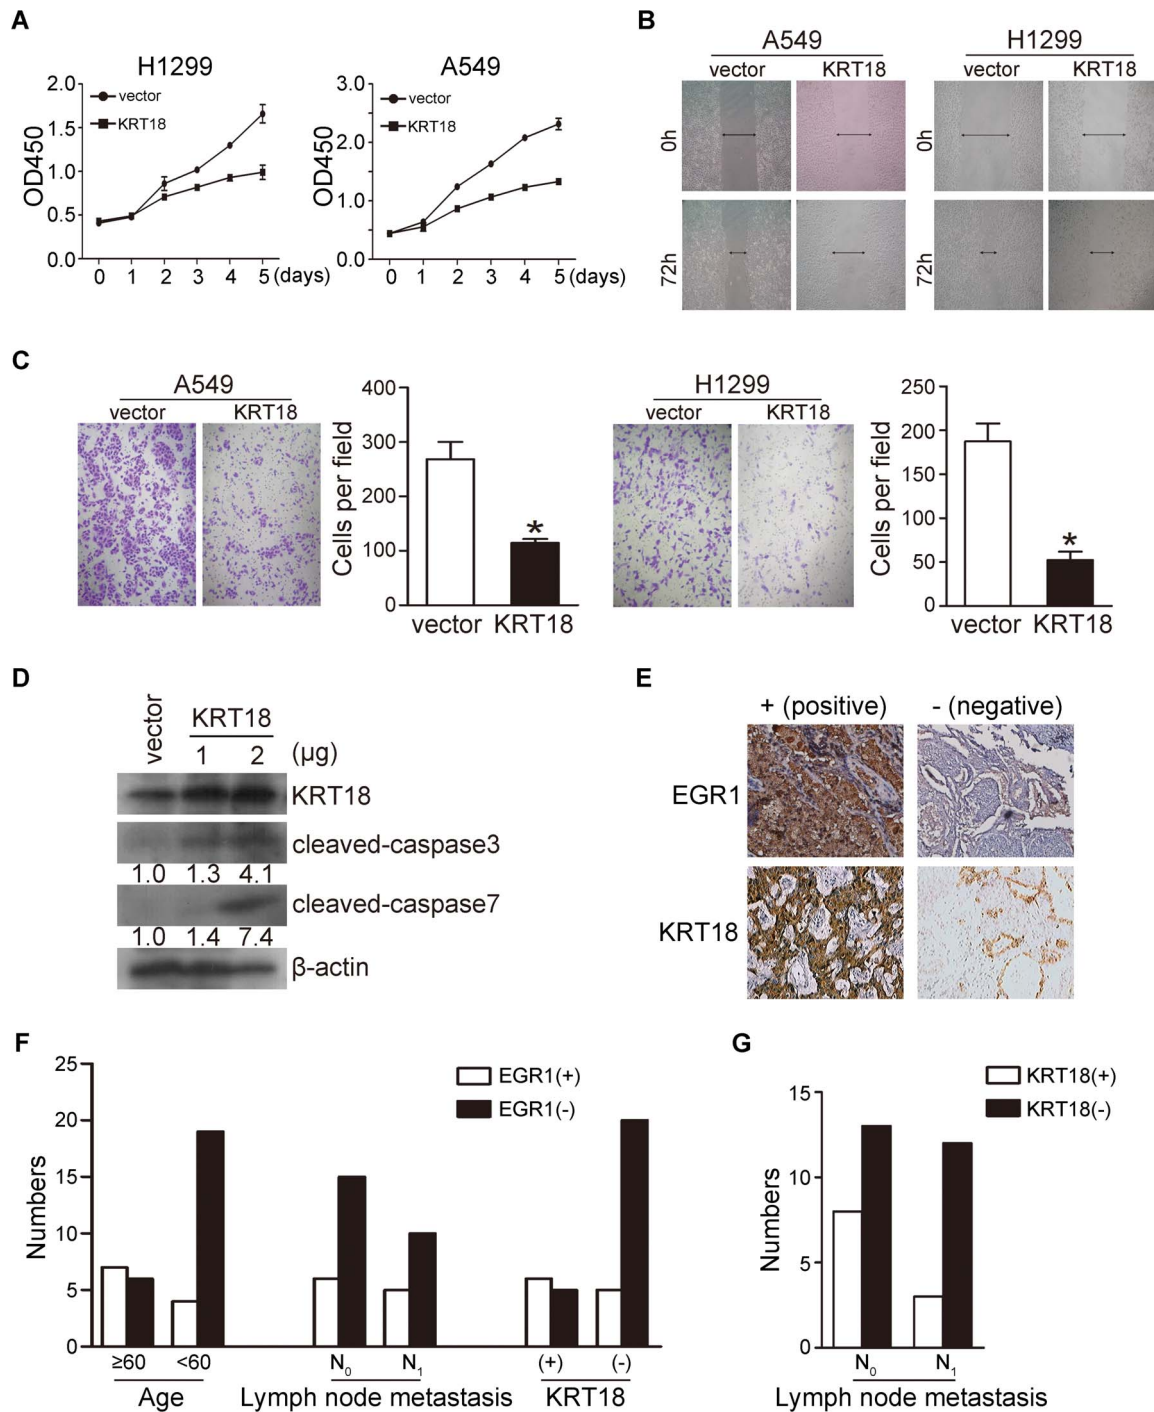 A
H1299
2.0
1.5
1.0
0.5
0.0
OD450
vector
KRT18
0 1 2 3 4 5 (days)
A549
3.0
2.0
1.0
0.0
OD450
vector
KRT18
0 1 2 3 4 5 (days)
B
A549 H1299
vector KRT18 vector KRT18
0h 0h
72h 72h
C
A549
vector KRT18
400
300
200
100
0
Cells per field
*
vector KRT18
H1299
vector KRT18
250
200
150
100
50
0
Cells per field
*
vector KRT18
D
vector
KRT18
1 2 (μg)
KRT18
cleaved-caspase3
1.0 1.3 4.1
cleaved-caspase7
1.0 1.4 7.4
β-actin
E
+ (positive) - (negative)
EGR1
KRT18
F
25
20
15
10
5
0
Numbers
EGR1(+)
EGR1(-)
≥60 <60 N0 N1 (+) (-)
Age Lymph node metastasis KRT18
G
15
10
5
0
Numbers
KRT18(+)
KRT18(-)
N0 N1
Lymph node metastasis